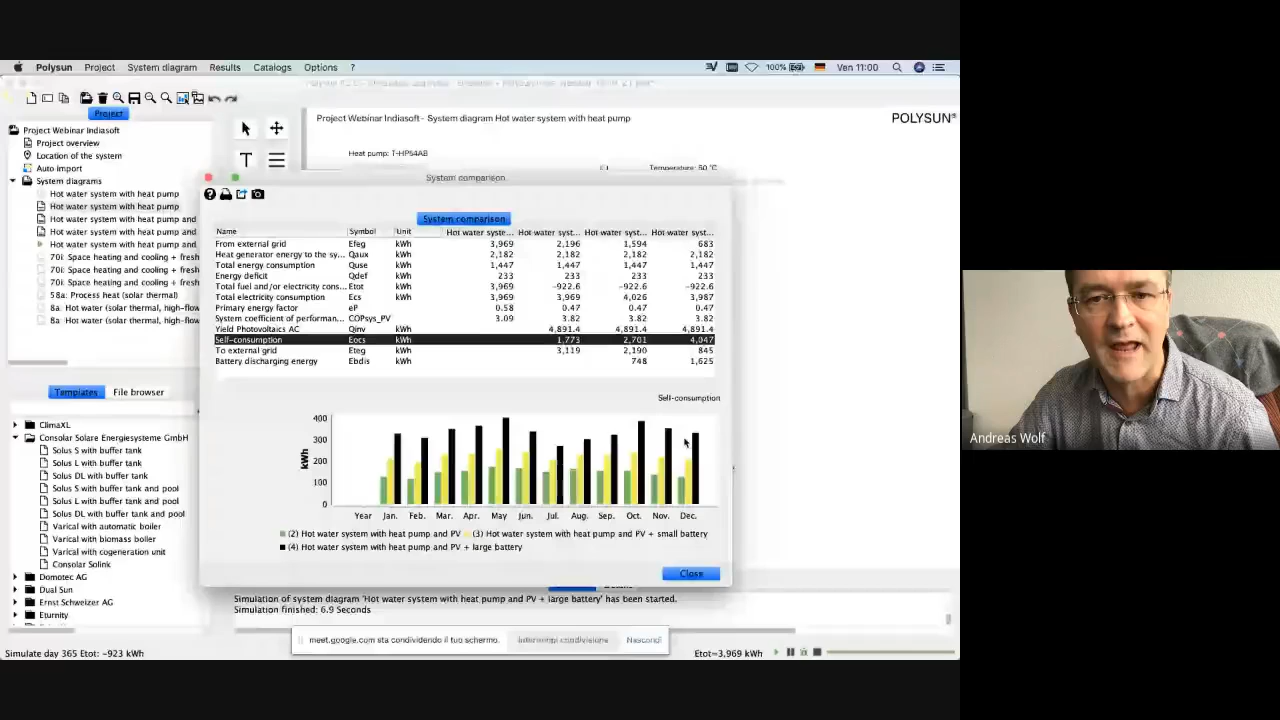 Polysun Project System diagram Results Catalogs Options ? 100% Ven 11:00
Project
Project Webinar Indiasoft
Project overview
Location of the system
Auto import
System diagrams
Hot water system with heat pump
Hot water system with heat pump
Hot water system with heat pump and
Hot water system with heat pump and
Hot water system with heat pump and
70i: Space heating and cooling + fresh
70i: Space heating and cooling + fresh
70i: Space heating and cooling + fresh
58a: Process heat (solar thermal)
8a: Hot water (solar thermal, high-flow
8a: Hot water (solar thermal, high-flow
T
Project Webinar Indiasoft - System diagram Hot water system with heat pump
POLYSUN®
Heat pump: T-HP54AB
Temperature: 50 °C
System comparison
System comparison
Name Symbol Unit Hot water syste... Hot water syst... Hot water syst... Hot water syst...
From external grid Efeg kWh 3,969 2,196 1,594 683
Heat generator energy to the sy... Qaux kWh 2,182 2,182 2,182 2,182
Total energy consumption Quse kWh 1,447 1,447 1,447 1,447
Energy deficit Qdef kWh 233 233 233 233
Total fuel and/or electricity cons... Etot kWh 3,969 -922.6 -922.6 -922.6
Total electricity consumption Ecs kWh 3,969 3,969 4,026 3,987
Primary energy factor eP 0.58 0.47 0.47 0.47
System coefficient of performan... COPsys_PV 3.09 3.82 3.82 3.82
Yield Photovoltaics AC Qinv kWh 4,891.4 4,891.4 4,891.4
Self-consumption Eocs kWh 1,773 2,701 4,047
To external grid Eteg kWh 3,119 2,190 845
Battery discharging energy Ebdis kWh 748 1,625
Self-consumption
kWh
400
300
200
100
0
Year Jan. Feb. Mar. Apr. May Jun. Jul. Aug. Sep. Oct. Nov. Dec.
(2) Hot water system with heat pump and PV (3) Hot water system with heat pump and PV + small battery
(4) Hot water system with heat pump and PV + large battery
Close
Templates File browser
ClimaXL
Consolar Solare Energiesysteme GmbH
Solus S with buffer tank
Solus L with buffer tank
Solus DL with buffer tank
Solus S with buffer tank and pool
Solus L with buffer tank and pool
Solus DL with buffer tank and pool
Varical with automatic boiler
Varical with biomass boiler
Varical with cogeneration unit
Consolar Solink
Domotec AG
Dual Sun
Ernst Schweizer AG
Eturnity
Simulation of system diagram 'Hot water system with heat pump and PV + large battery' has been started.
Simulation finished: 6.9 Seconds
meet.google.com sta condividendo il tuo schermo. Interrompi condivisione Nascondi
Simulate day 365 Etot: -923 kWh
Etot=3,969 kWh
Andreas Wolf